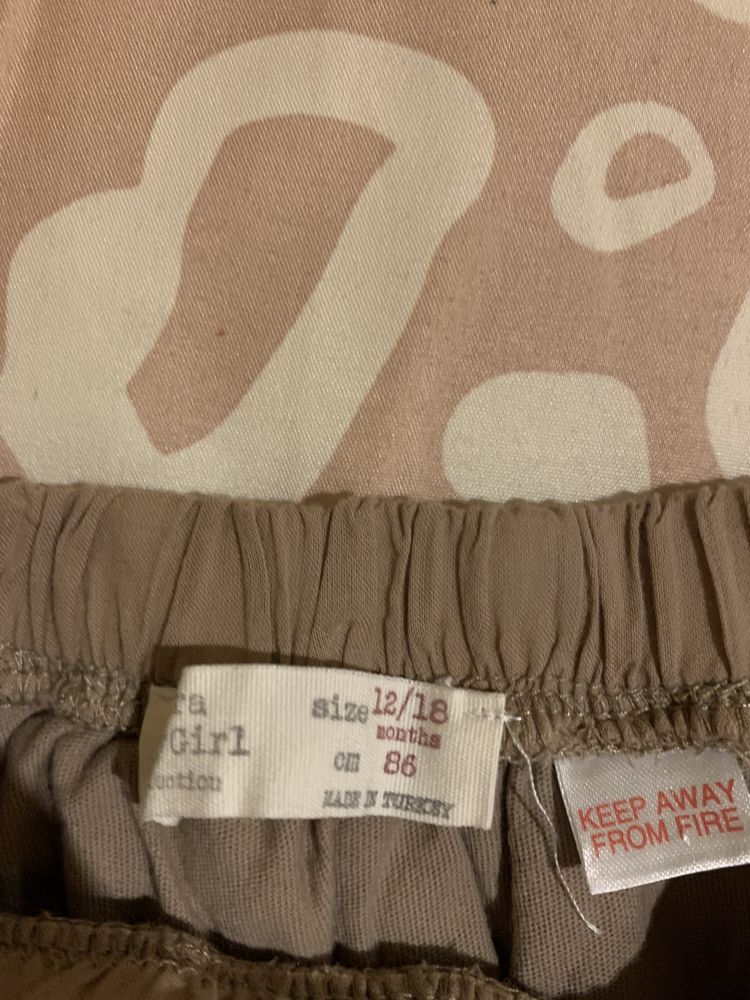 ra size 12/18
Girl months
ection cm 86
MADE IN TURKEY
KEEP AWAY
FROM FIRE